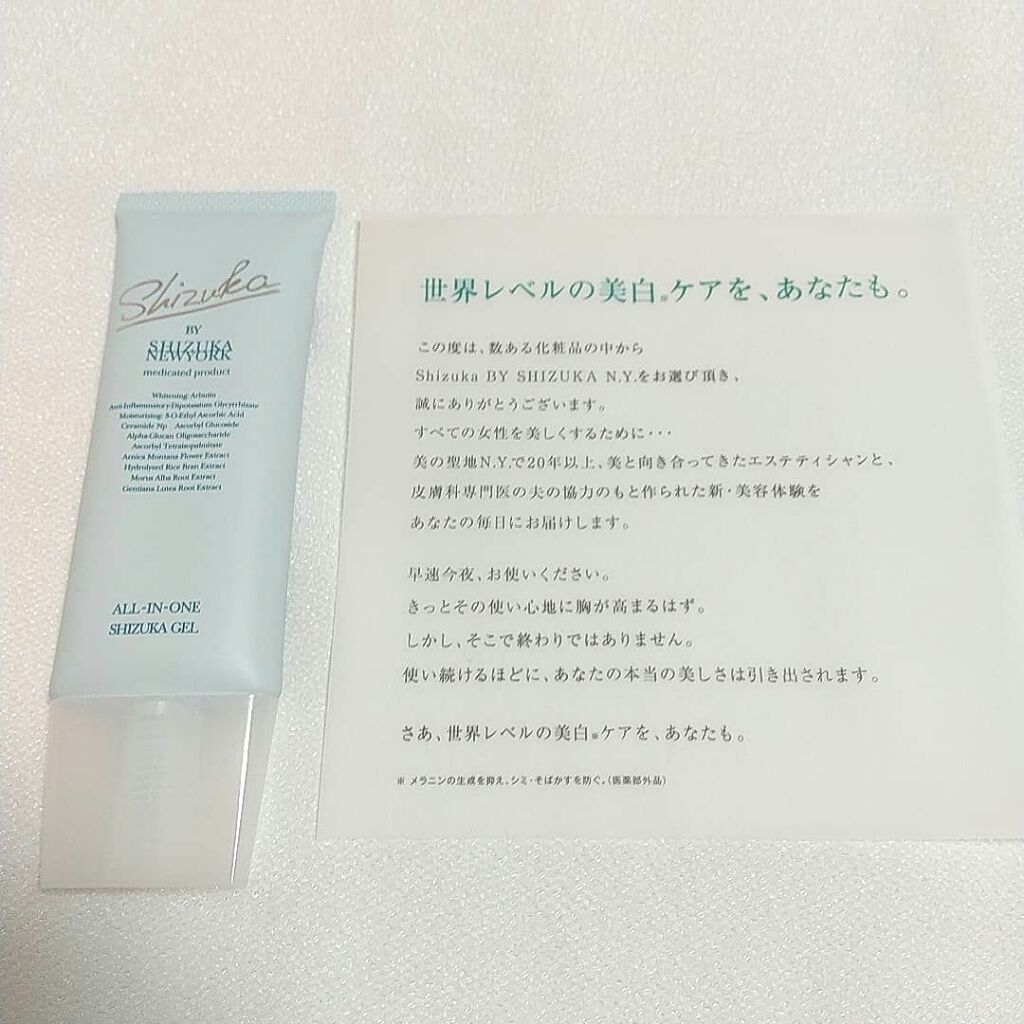 Shizuka
BY
SHIZUKA
NEWYORK
medicated product
Whitening: Arbutin
Anti-Inflammatory:Dipotassium Glycyrrhizate
Moisturizing: 3-O-Ethyl Ascorbic Acid
Ceramide Np Ascorbyl Glucoside
Alpha-Glucan Oligosaccharide
Ascorbyl Tetraisopalmitate
Arnica Montana Flower Extract
Hydrolysed Rice Bran Extract
Morus Alba Root Extract
Gentiana Lutea Root Extract
ALL-IN-ONE
SHIZUKA GEL
世界レベルの美白※ケアを、あなたも。
この度は、数ある化粧品の中から
Shizuka BY SHIZUKA N.Y.をお選び頂き、
誠にありがとうございます。
すべての女性を美しくするために・・・
美の聖地N.Y.で20年以上、美と向き合ってきたエステティシャンと、
皮膚科専門医の夫の協力のもと作られた新・美容体験を
あなたの毎日にお届けします。
早速今夜、お使いください。
きっとその使い心地に胸が高まるはず。
しかし、そこで終わりではありません。
使い続けるほどに、あなたの本当の美しさは引き出されます。
さあ、世界レベルの美白※ケアを、あなたも。
※ メラニンの生成を抑え、シミ・そばかすを防ぐ。(医薬部外品)